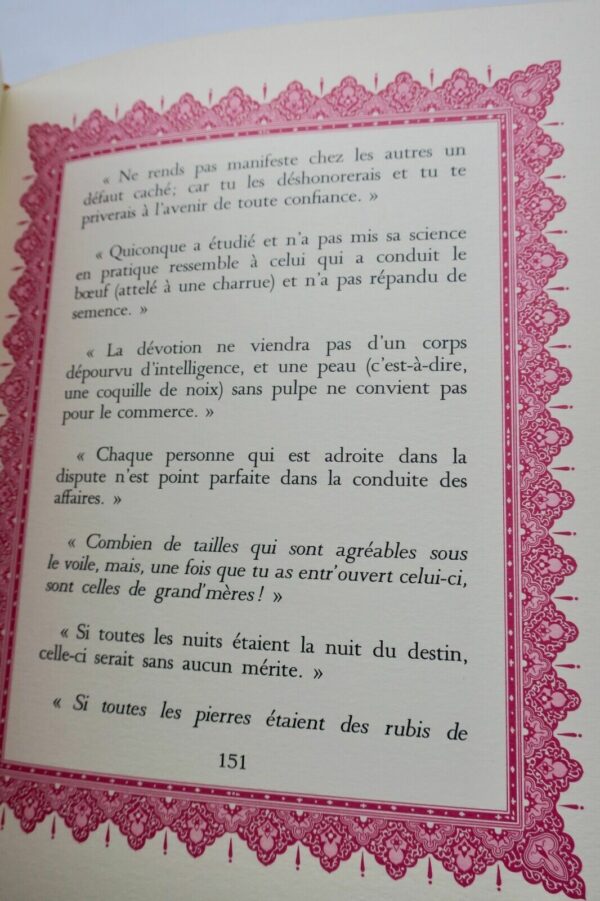 « Ne rends pas manifeste chez les autres un
défaut caché; car tu les déshonorerais et tu te
priverais à l'avenir de toute confiance. »
« Quiconque a étudié et n'a pas mis sa science
en pratique ressemble à celui qui a conduit le
bœuf (attelé à une charrue) et n'a pas répandu de
semence. »
« La dévotion ne viendra pas d'un corps
dépourvu d'intelligence, et une peau (c'est-à-dire,
une coquille de noix) sans pulpe ne convient pas
pour le commerce. »
« Chaque personne qui est adroite dans la
dispute n'est point parfaite dans la conduite des
affaires. »
« Combien de tailles qui sont agréables sous
le voile, mais, une fois que tu as entr'ouvert celui-ci,
sont celles de grand'mères! »
« Si toutes les nuits étaient la nuit du destin,
celle-ci serait sans aucun mérite. »
« Si toutes les pierres étaient des rubis de
151